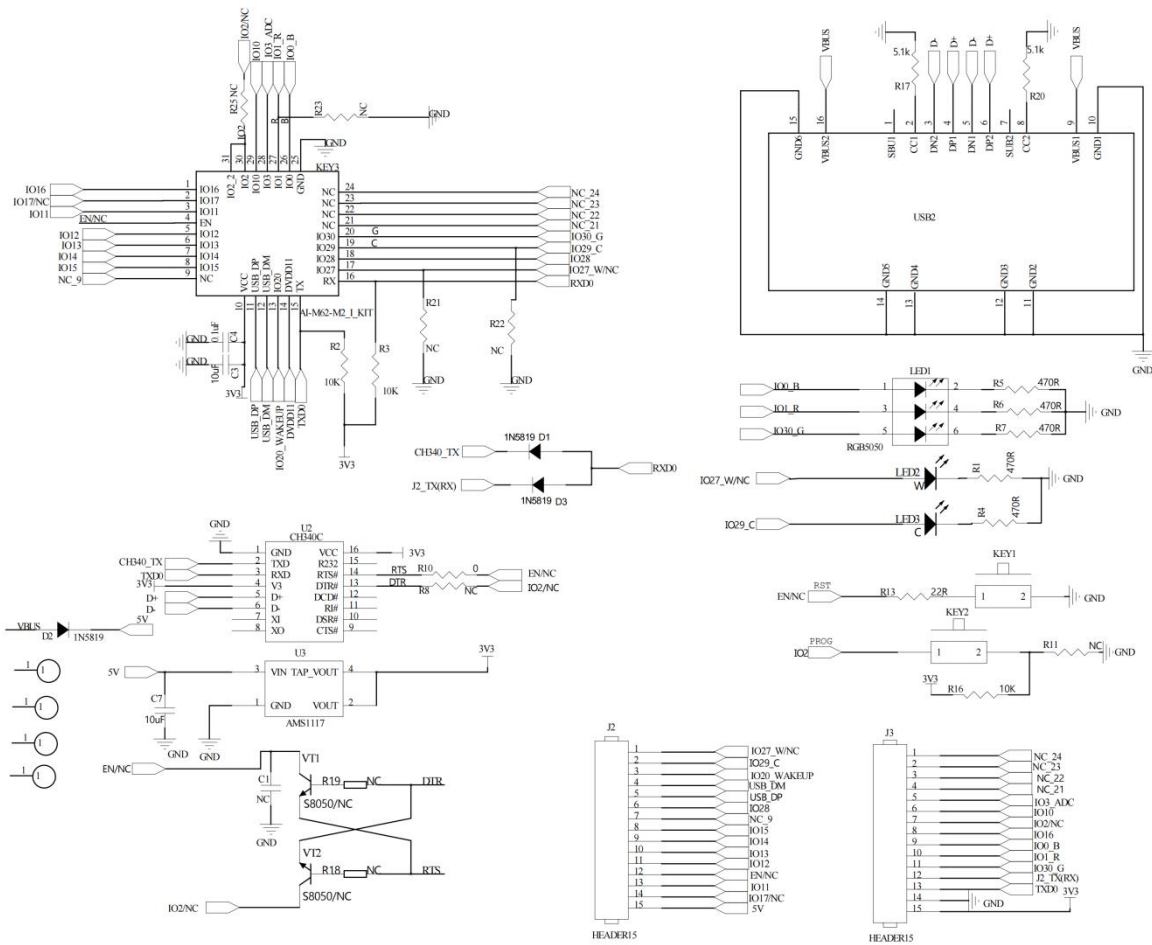 IO2/NC
IO10
IO3_ADC
IO1_R
IO0_B
R25 NC
IO2
R
B
R23
NC
GND
GND
KEY3
31
30
29
28
27
26
25
IO2_2
IO2
IO10
IO3
IO1
IO0
GND
IO16 1 IO16
IO17/NC 2 IO17
IO11 3 IO11
EN/NC 4 EN
IO12 5 IO12
IO13 6 IO13
IO14 7 IO14
IO15 8 IO15
NC_9 9 NC
NC 24 NC_24
NC 23 NC_23
NC 22 NC_22
NC 21 NC_21
IO30 20 G IO30_G
IO29 19 C IO29_C
IO28 18 IO28
IO27 17 IO27_W/NC
RX 16 RXD0
VCC
USB_DP
USB_DM
IO20
DVDD11
TX
10
11
12
13
14
15
AI-M62-M2_I_KIT
GND 0.1uF C4
GND 10uF C3
3V3
USB_DP
USB_DM
IO20_WAKEUP
DVDD11
TXD0
R2
10K
R3
10K
3V3
R21
NC
GND
R22
NC
GND
VBUS
5.1k
R17
D-
D+
D-
D+
5.1k
R20
VBUS
GND
15
16
1
2
3
4
5
6
7
8
9
10
GND6
VBUS2
SBU1
CC1
DN2
DP1
DN1
DP2
SUB2
CC2
VBUS1
GND1
USB2
GND5
GND4
GND3
GND2
14
13
12
11
GND
CH340_TX 1N5819 D1
RXD0
J2_TX(RX) 1N5819 D3
LED1
IO0_B 1 2 R5 470R
IO1_R 3 4 R6 470R GND
IO30_G 5 6 R7 470R
RGB5050
IO27_W/NC LED2 W R1 470R GND
IO29_C LED3 C R4 470R
GND
U2
CH340C
1 GND VCC 16 3V3
CH340_TX 2 TXD R232 15
TXD0 3 RXD RTS# 14 RTS R10 0 EN/NC
3V3 4 V3 DTR# 13 DTR R8 NC IO2/NC
D+ 5 D+ DCD# 12
D- 6 D- RI# 11
7 XI DSR# 10
8 XO CTS# 9
VBUS D2 1N5819 5V
KEY1
EN/NC RST R13 22R 1 2 GND
KEY2
IO2 PROG 1 2 R11 NC GND
3V3 R16 10K
1
1
1
1
U3
5V 3 VIN TAP_VOUT 4 3V3
1 GND VOUT 2
AMS1117
C7
10uF
GND
GND
EN/NC
VT1
C1
NC
GND
R19 NC DTR
S8050/NC
VT2
R18 NC RTS
S8050/NC
IO2/NC
J2
1 IO27_W/NC
2 IO29_C
3 IO20_WAKEUP
4 USB_DM
5 USB_DP
6 IO28
7 NC_9
8 IO15
9 IO14
10 IO13
11 IO12
12 EN/NC
13 IO11
14 IO17/NC
15 5V
HEADER15
J3
1 NC_24
2 NC_23
3 NC_22
4 NC_21
5 IO3_ADC
6 IO10
7 IO2/NC
8 IO16
9 IO0_B
10 IO1_R
11 IO30_G
12 J2_TX(RX)
13 TXD0
14 GND
15 3V3
HEADER15